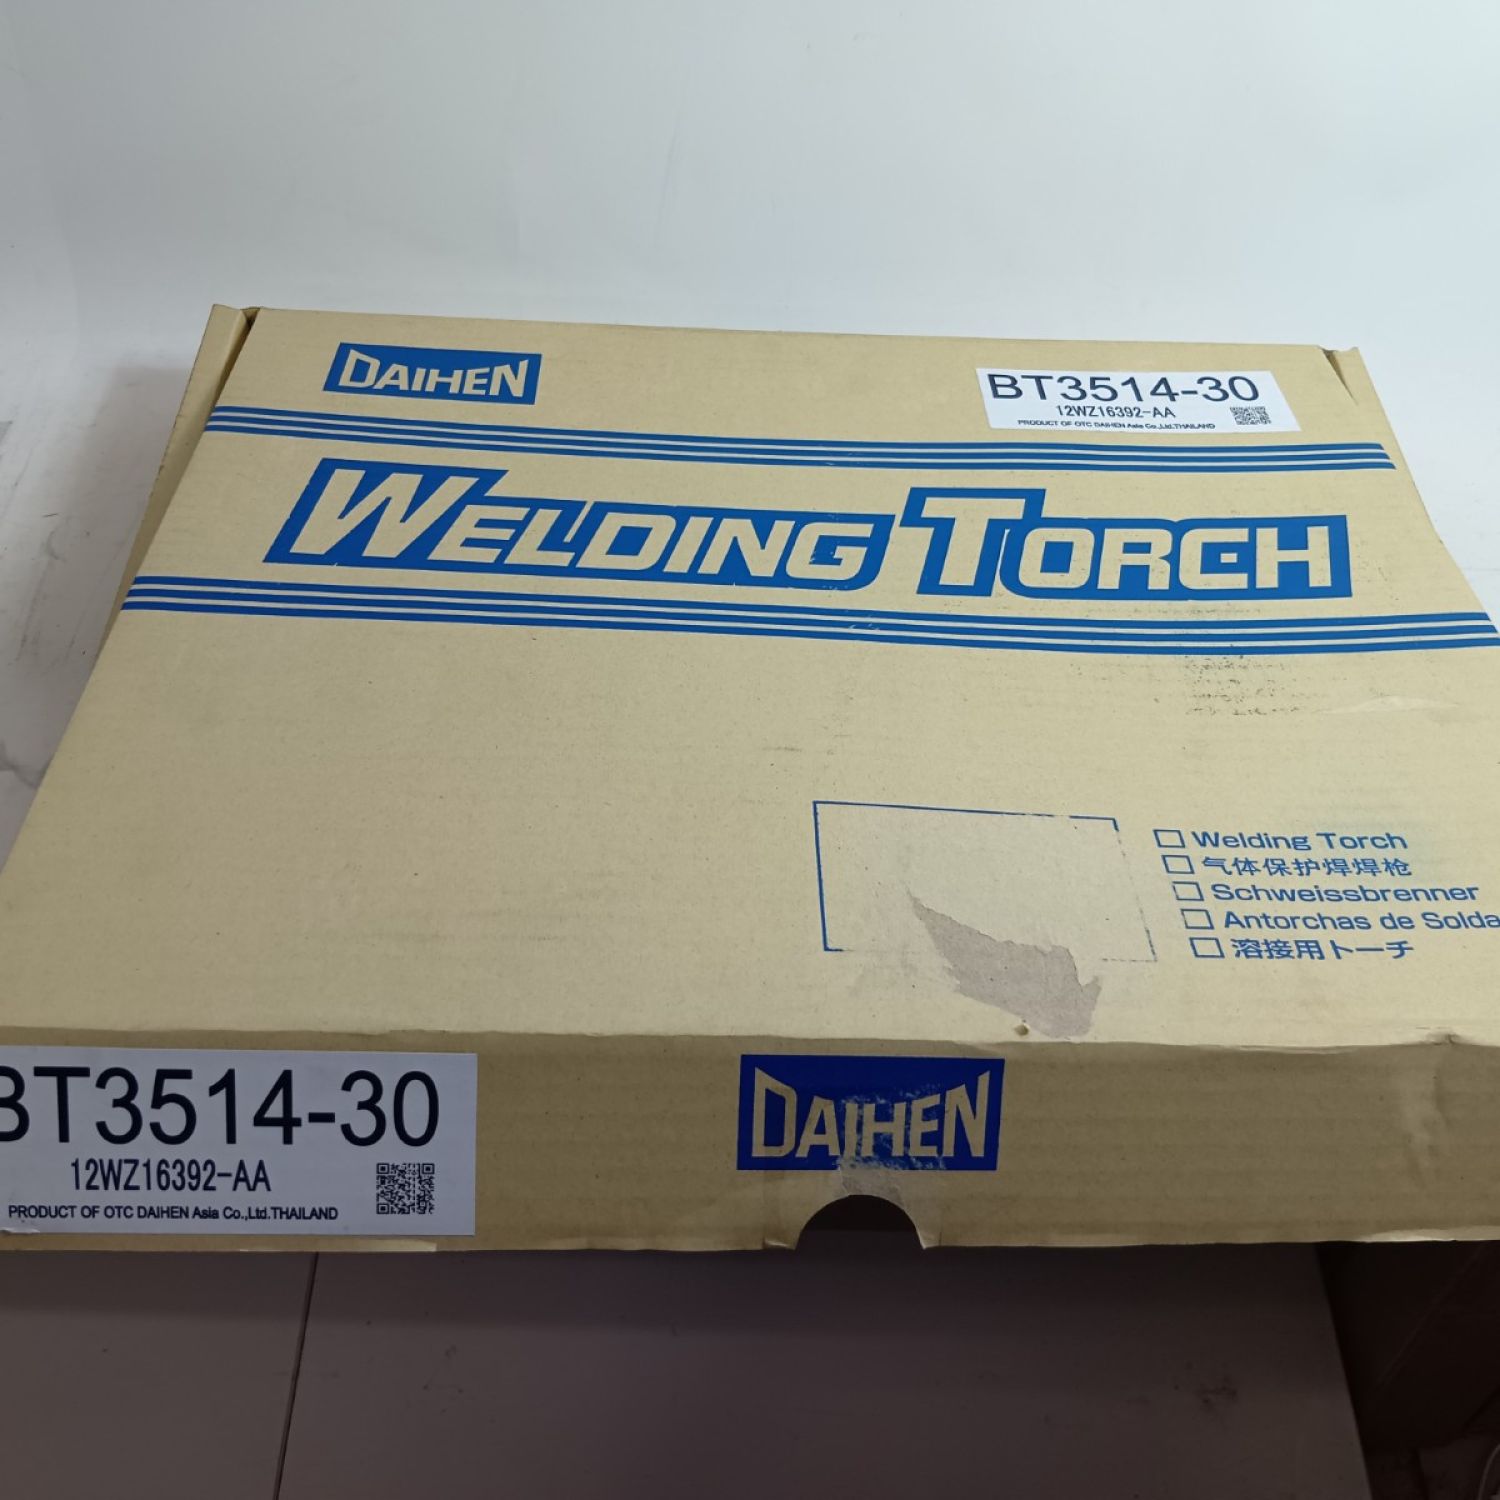 DAIHEN
BT3514-30
12WZ16392-AA
PRODUCT OF OTC DAIHEN Asia Co.,Ltd.THAILAND
WELDING TORCH
Welding Torch
气体保护焊焊枪
Schweissbrenner
Antorchas de Solda
溶接用トーチ
BT3514-30
12WZ16392-AA
PRODUCT OF OTC DAIHEN Asia Co.,Ltd.THAILAND
DAIHEN